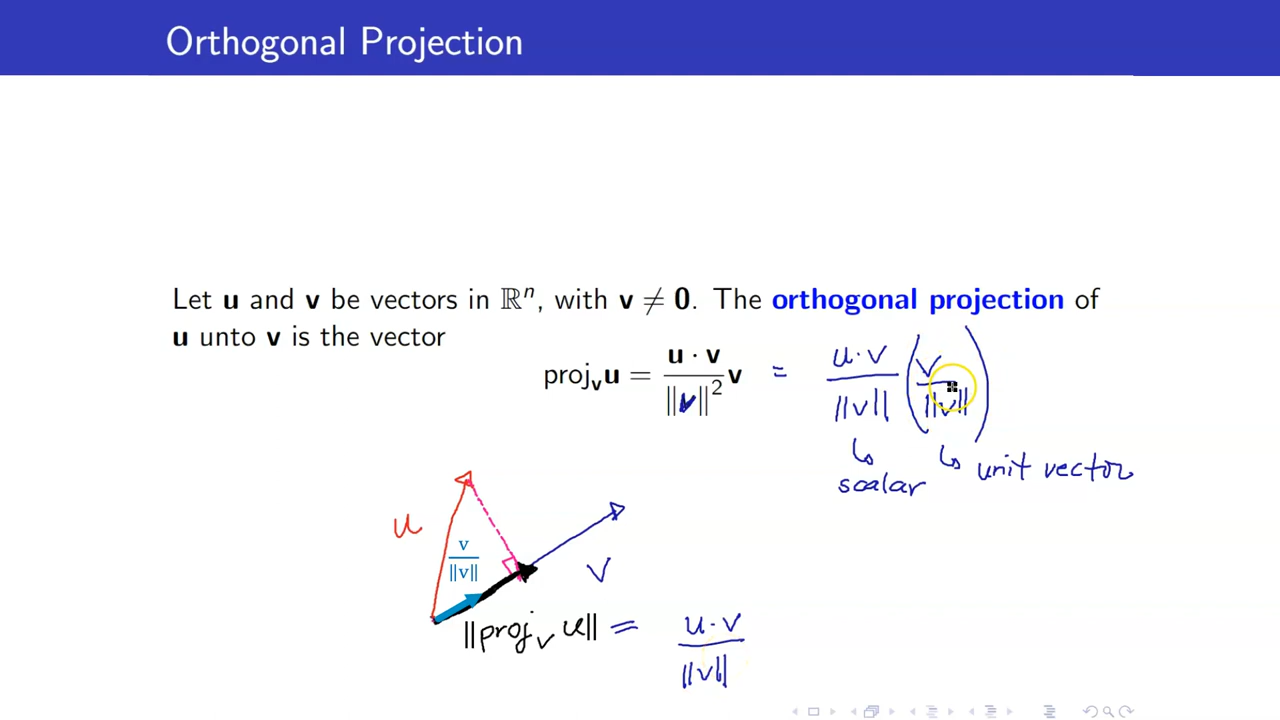 Orthogonal Projection
Let u and v be vectors in ℝⁿ, with v ≠ 0. The orthogonal projection of
u unto v is the vector
proj_v u = (u · v / ‖v‖²) v = (u·v / ‖v‖) (v / ‖v‖)
↳ scalar ↳ unit vector
u
v / ‖v‖
v
‖proj_v u‖ = u·v / ‖v‖